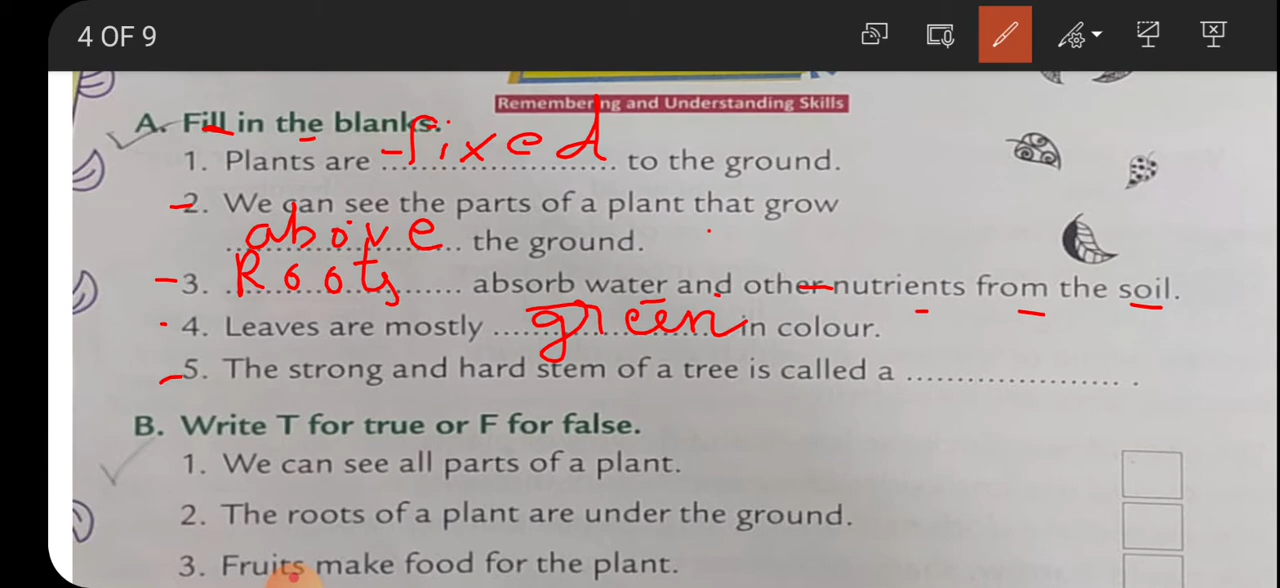 4 OF 9
Remembering and Understanding Skills
A. Fill in the blanks.
1. Plants are fixed to the ground.
2. We can see the parts of a plant that grow
above the ground.
3. Roots absorb water and other nutrients from the soil.
4. Leaves are mostly green in colour.
5. The strong and hard stem of a tree is called a .................... .
B. Write T for true or F for false.
1. We can see all parts of a plant.
2. The roots of a plant are under the ground.
3. Fruits make food for the plant.